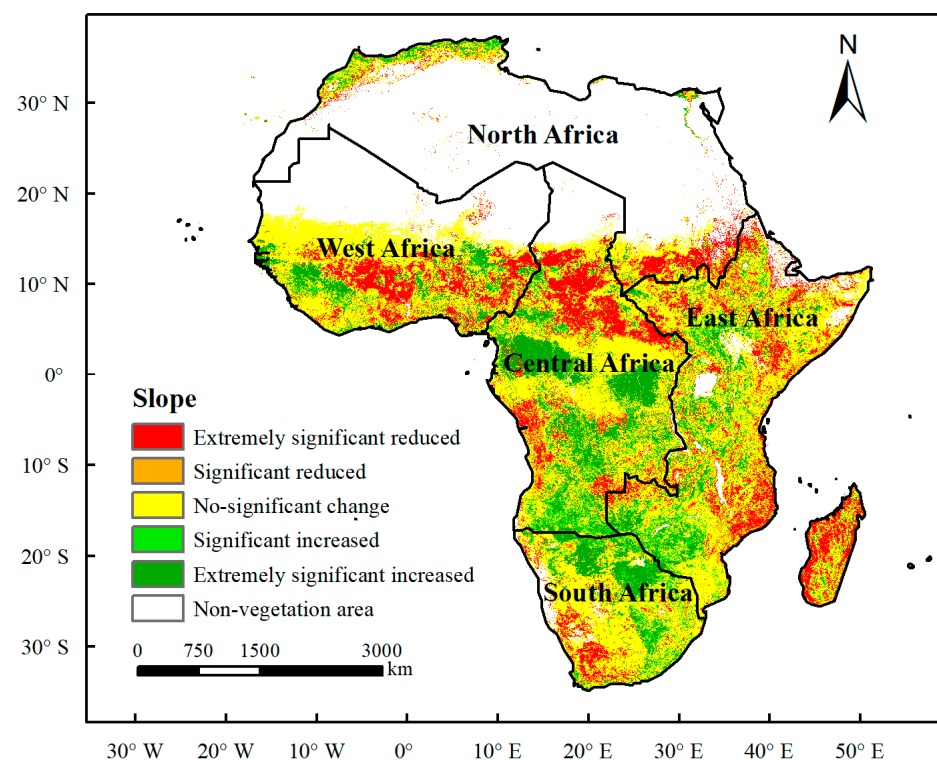 N
30° N
20° N
10° N
0°
10° S
20° S
30° S
North Africa
West Africa
East Africa
Central Africa
South Africa
Slope
Extremely significant reduced
Significant reduced
No-significant change
Significant increased
Extremely significant increased
Non-vegetation area
0 750 1500 3000
km
30° W 20° W 10° W 0° 10° E 20° E 30° E 40° E 50° E